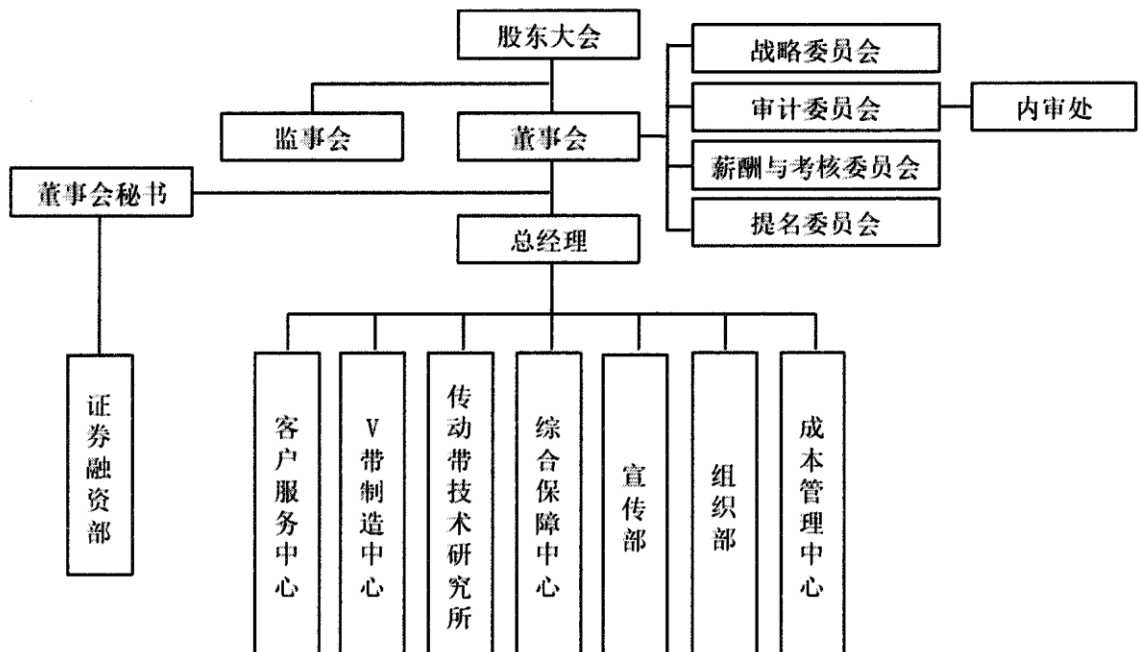 股东大会
战略委员会
审计委员会
内审处
监事会
董事会
薪酬与考核委员会
董事会秘书
提名委员会
总经理
证券融资部
客户服务中心
V带制造中心
传动带技术研究所
综合保障中心
宣传部
组织部
成本管理中心